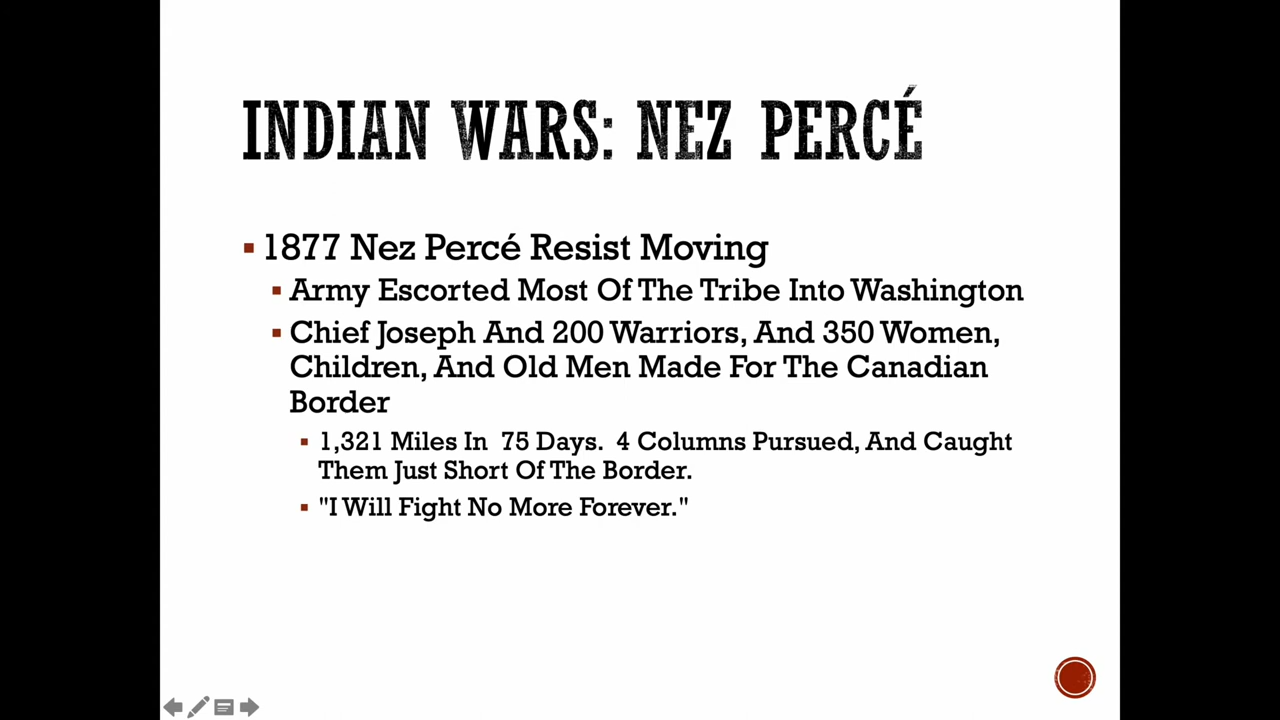 INDIAN WARS: NEZ PERCÉ
▪ 1877 Nez Percé Resist Moving
▪ Army Escorted Most Of The Tribe Into Washington
▪ Chief Joseph And 200 Warriors, And 350 Women,
Children, And Old Men Made For The Canadian
Border
▪ 1,321 Miles In  75 Days.  4 Columns Pursued, And Caught
Them Just Short Of The Border.
▪ "I Will Fight No More Forever."